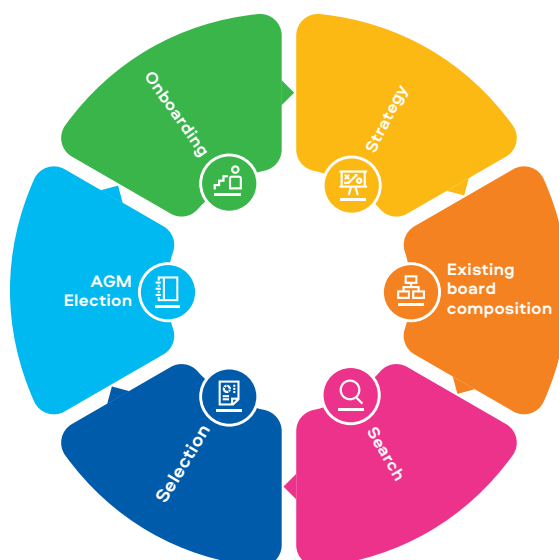 Onboarding
Strategy
AGM
Election
Existing
board
composition
Selection
Search